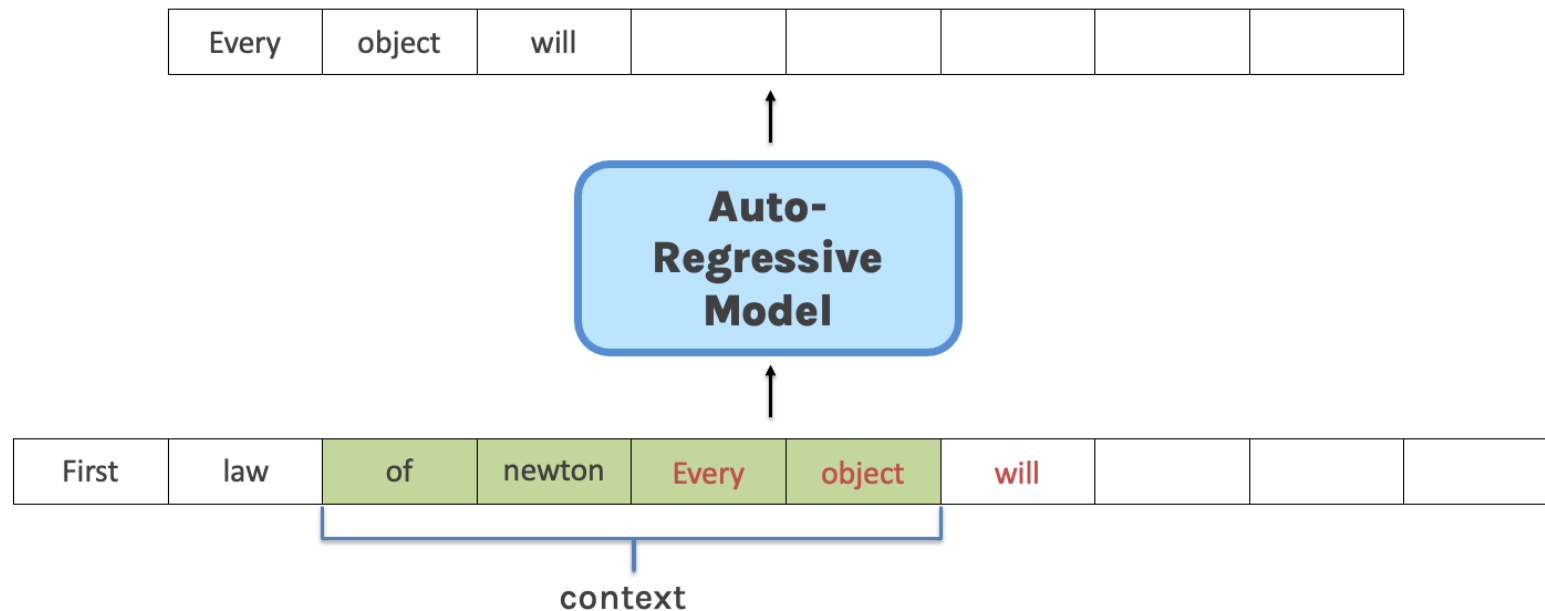 Every object will
Auto-
Regressive
Model
First law of newton Every object will
context